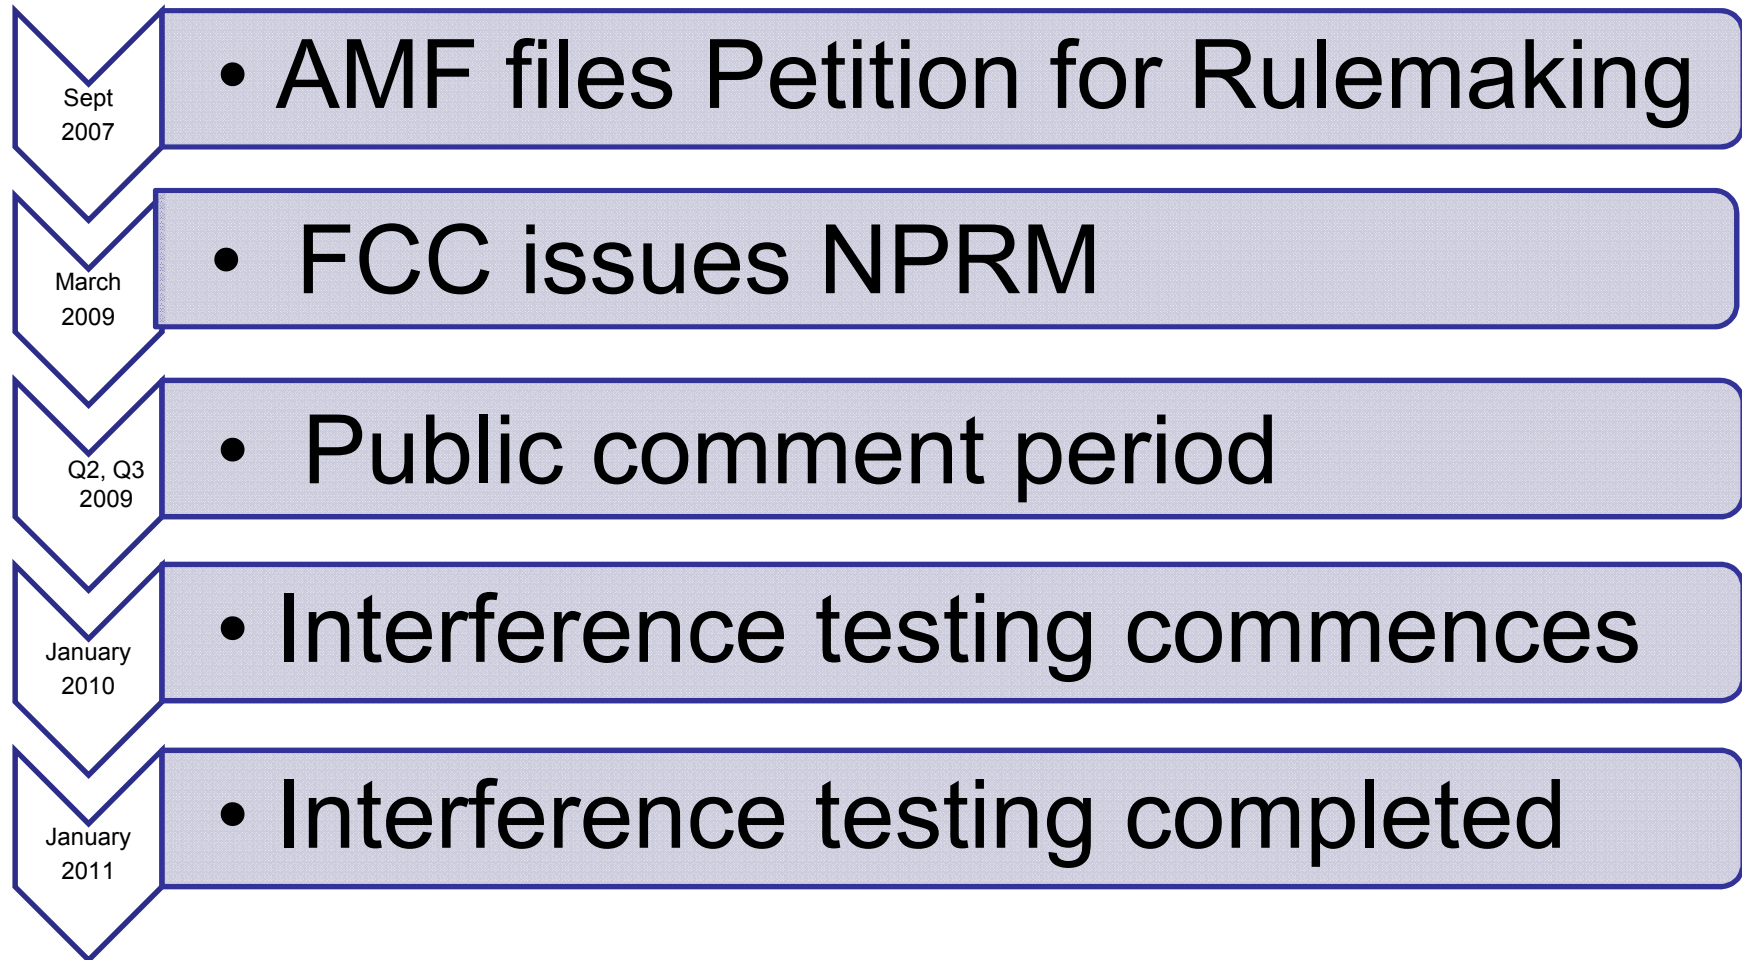 Sept
2007
• AMF files Petition for Rulemaking
March
2009
• FCC issues NPRM
Q2, Q3
2009
• Public comment period
January
2010
• Interference testing commences
January
2011
• Interference testing completed